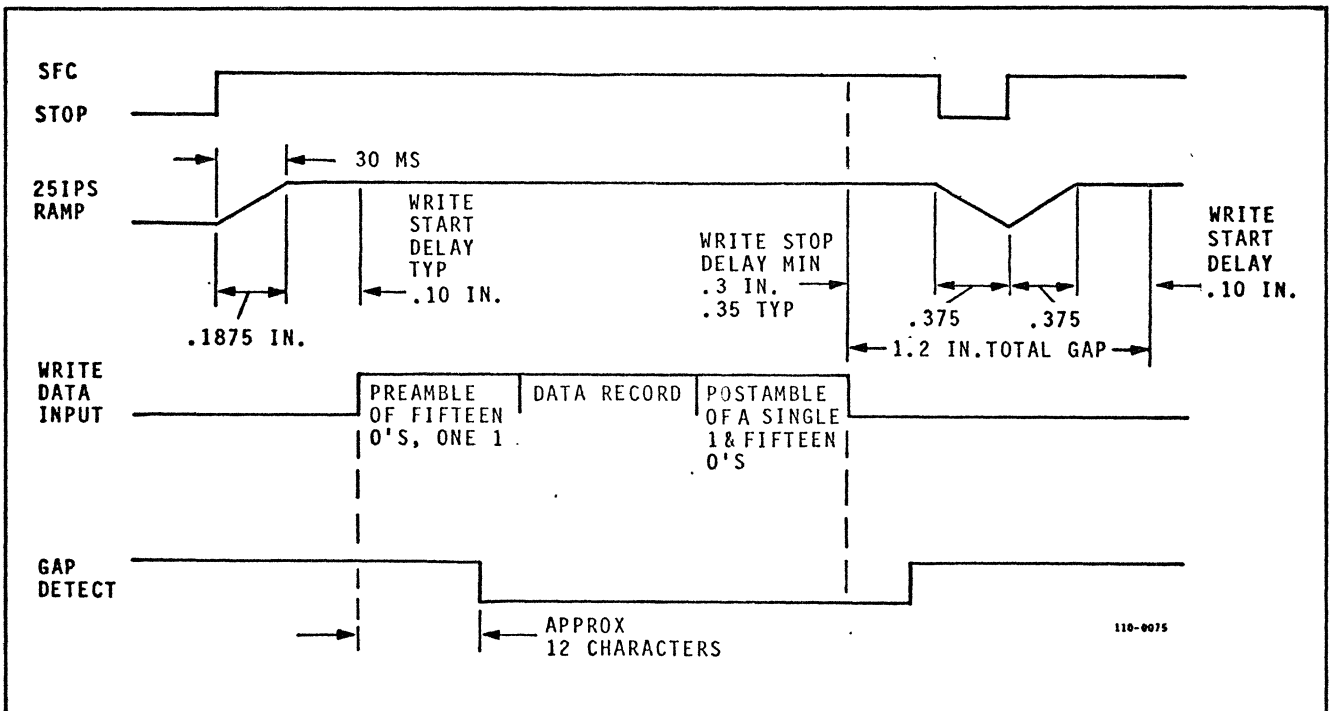 SFC
STOP
30 MS
25IPS
RAMP
WRITE
START
DELAY
TYP
.10 IN.
WRITE STOP
DELAY MIN
.3 IN.
.35 TYP
WRITE
START
DELAY
.10 IN.
.1875 IN.
.375 .375
1.2 IN.TOTAL GAP
WRITE
DATA
INPUT
PREAMBLE
OF FIFTEEN
O'S, ONE 1
DATA RECORD
POSTAMBLE
OF A SINGLE
1 & FIFTEEN
O'S
GAP
DETECT
APPROX
12 CHARACTERS
110-0075